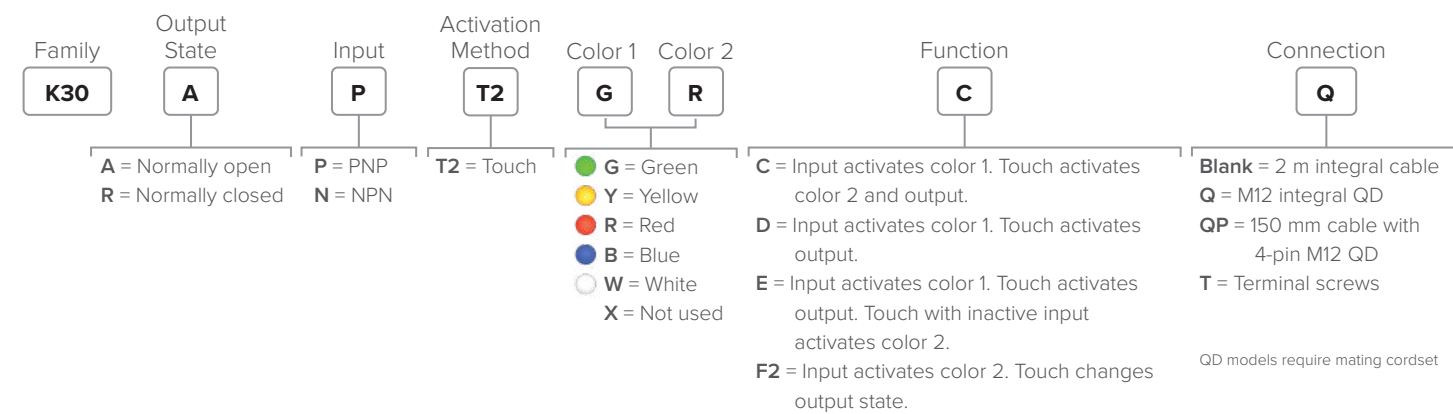 Family
Output
State
Input
Activation
Method
Color 1
Color 2
Function
Connection
K30
A
P
T2
G
R
C
Q
A = Normally open
R = Normally closed
P = PNP
N = NPN
T2 = Touch
G = Green
Y = Yellow
R = Red
B = Blue
W = White
X = Not used
C = Input activates color 1. Touch activates
color 2 and output.
D = Input activates color 1. Touch activates
output.
E = Input activates color 1. Touch activates
output. Touch with inactive input
activates color 2.
F2 = Input activates color 2. Touch changes
output state.
Blank = 2 m integral cable
Q = M12 integral QD
QP = 150 mm cable with
4-pin M12 QD
T = Terminal screws
QD models require mating cordset